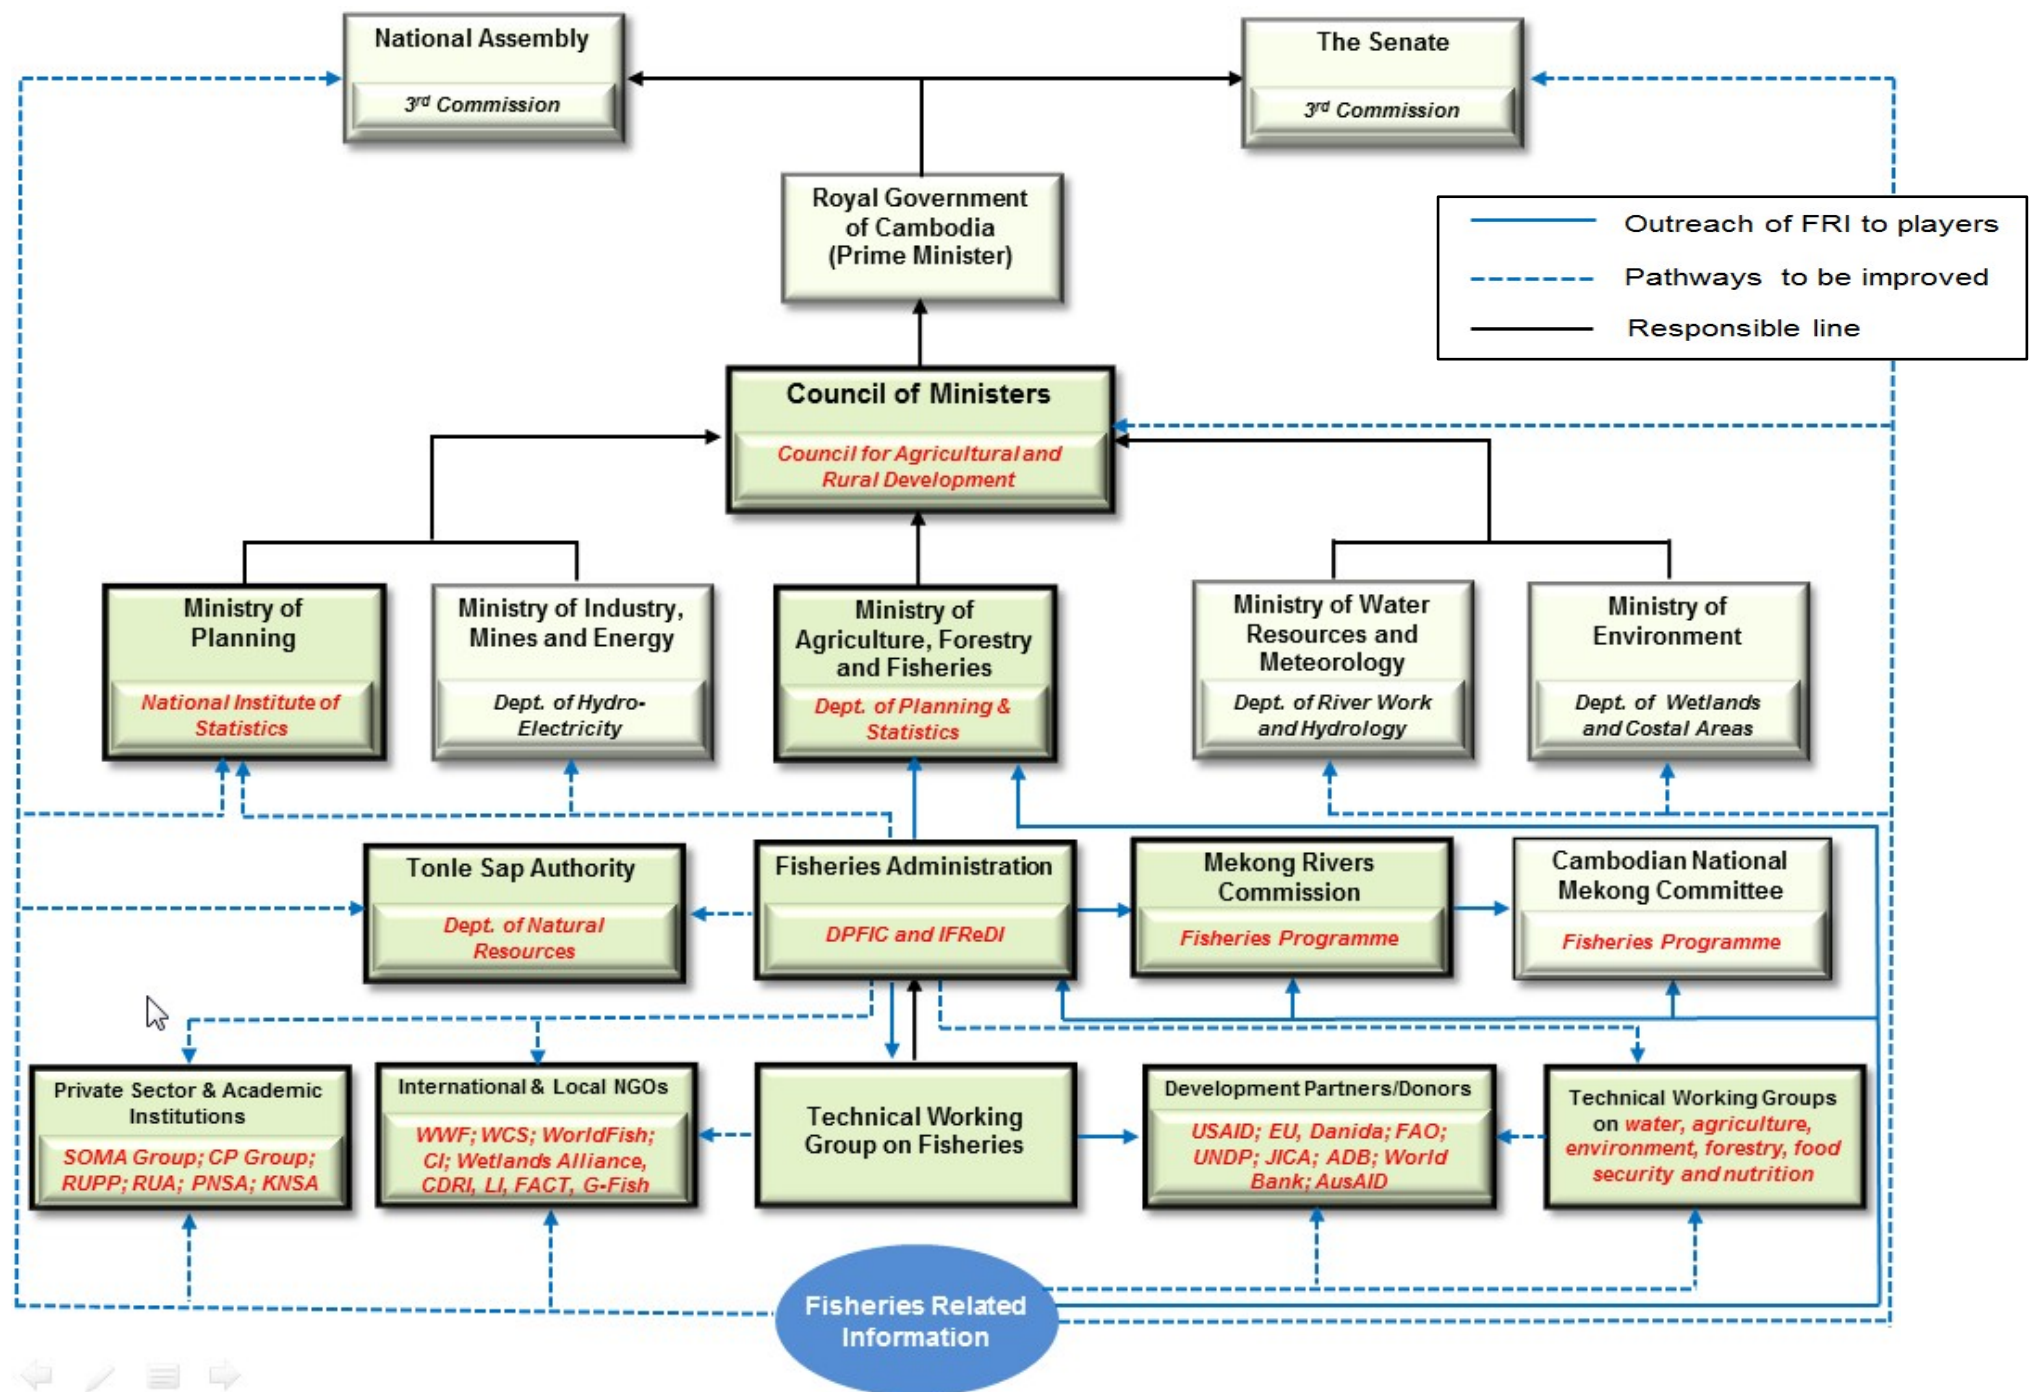 National Assembly
3rd Commission
The Senate
3rd Commission
Royal Government
of Cambodia
(Prime Minister)
Outreach of FRI to players
Pathways to be improved
Responsible line
Council of Ministers
Council for Agricultural and
Rural Development
Ministry of
Planning
National Institute of
Statistics
Ministry of Industry,
Mines and Energy
Dept. of Hydro-
Electricity
Ministry of
Agriculture, Forestry
and Fisheries
Dept. of Planning &
Statistics
Ministry of Water
Resources and
Meteorology
Dept. of River Work
and Hydrology
Ministry of
Environment
Dept. of Wetlands
and Costal Areas
Tonle Sap Authority
Dept. of Natural
Resources
Fisheries Administration
DPFIC and IFReDI
Mekong Rivers
Commission
Fisheries Programme
Cambodian National
Mekong Committee
Fisheries Programme
Private Sector & Academic
Institutions
SOMA Group; CP Group;
RUPP; RUA; PNSA; KNSA
International & Local NGOs
WWF; WCS; WorldFish;
CI; Wetlands Alliance,
CDRI, LI, FACT, G-Fish
Technical Working
Group on Fisheries
Development Partners/Donors
USAID; EU, Danida; FAO;
UNDP; JICA; ADB; World
Bank; AusAID
Technical Working Groups
on water, agriculture,
environment, forestry, food
security and nutrition
Fisheries Related
Information